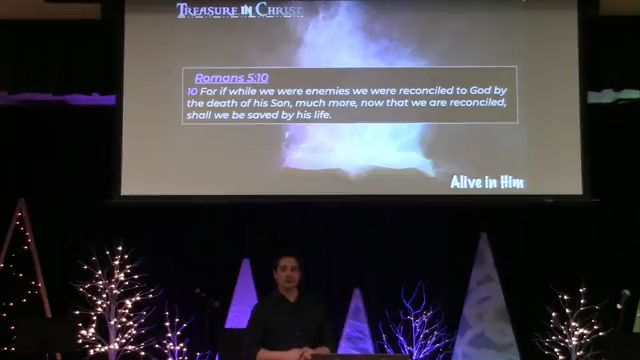 TREASURE IN CHRIST
Romans 5:10
10 For if while we were enemies we were reconciled to God by
the death of his Son, much more, now that we are reconciled,
shall we be saved by his life.
Alive in Him